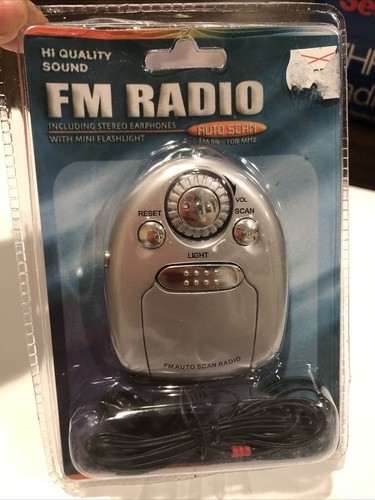 HI QUALITY
SOUND
FM RADIO
INCLUDING STEREO EARPHONES
WITH MINI FLASHLIGHT
AUTO SCAN
FM 88 - 108 MHz
VOL
RESET
SCAN
LIGHT
FM AUTO SCAN RADIO